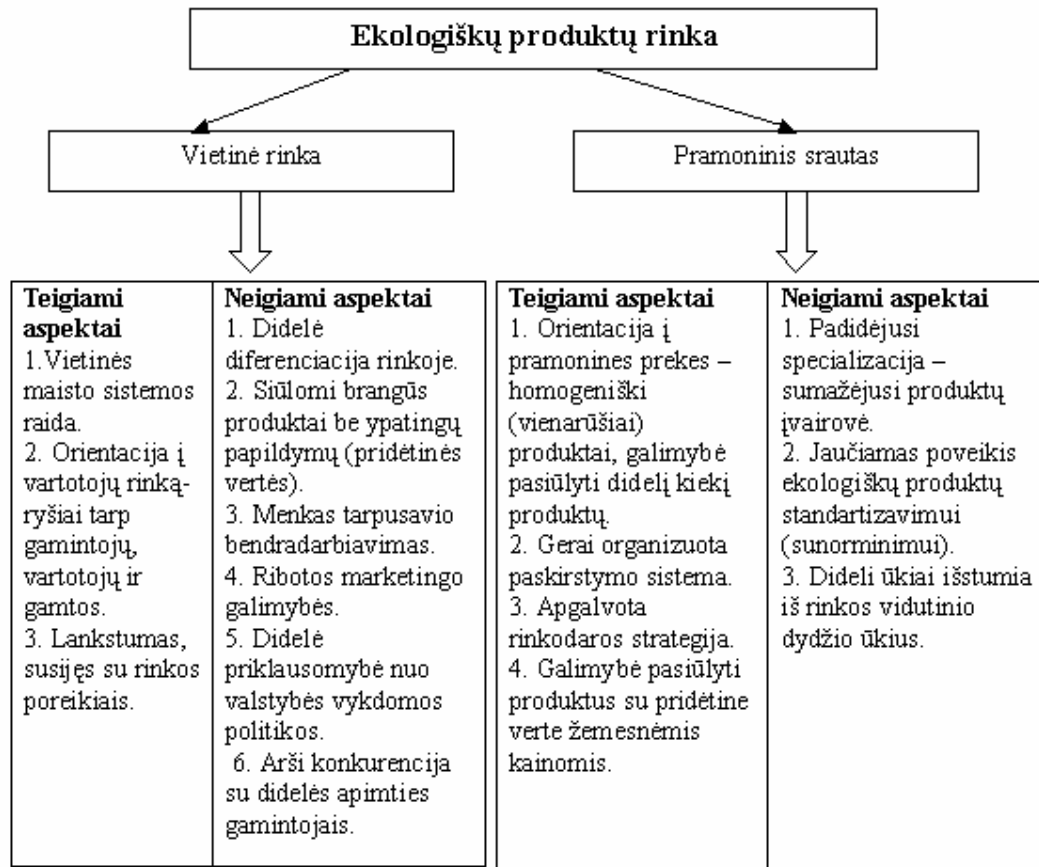 Ekologiškų produktų rinka
Vietinė rinka
Pramoninis srautas
Teigiami
aspektai
1.Vietinės
maisto sistemos
raida.
2. Orientacija į
vartotojų rinką-
ryšiai tarp
gamintojų,
vartotojų ir
gamtos.
3. Lankstumas,
susijęs su rinkos
poreikiais.
Neigiami aspektai
1. Didelė
diferenciacija rinkoje.
2. Siūlomi brangūs
produktai be ypatingų
papildymų (pridėtinės
vertės).
3. Menkas tarpusavio
bendradarbiavimas.
4. Ribotos marketingo
galimybės.
5. Didelė
priklausomybė nuo
valstybės vykdomos
politikos.
6. Arši konkurencija
su didelės apimties
gamintojais.
Teigiami aspektai
1. Orientacija į
pramonines prekes –
homogeniški
(vienarūšiai)
produktai, galimybė
pasiūlyti didelį kiekį
produktų.
2. Gerai organizuota
paskirstymo sistema.
3. Apgalvota
rinkodaros strategija.
4. Galimybė pasiūlyti
produktus su pridėtine
verte žemesnėmis
kainomis.
Neigiami aspektai
1. Padidėjusi
specializacija –
sumažėjusi produktų
įvairovė.
2. Jaučiamas poveikis
ekologiškų produktų
standartizavimui
(sunorminimui).
3. Dideli ūkiai išstumia
iš rinkos vidutinio
dydžio ūkius.